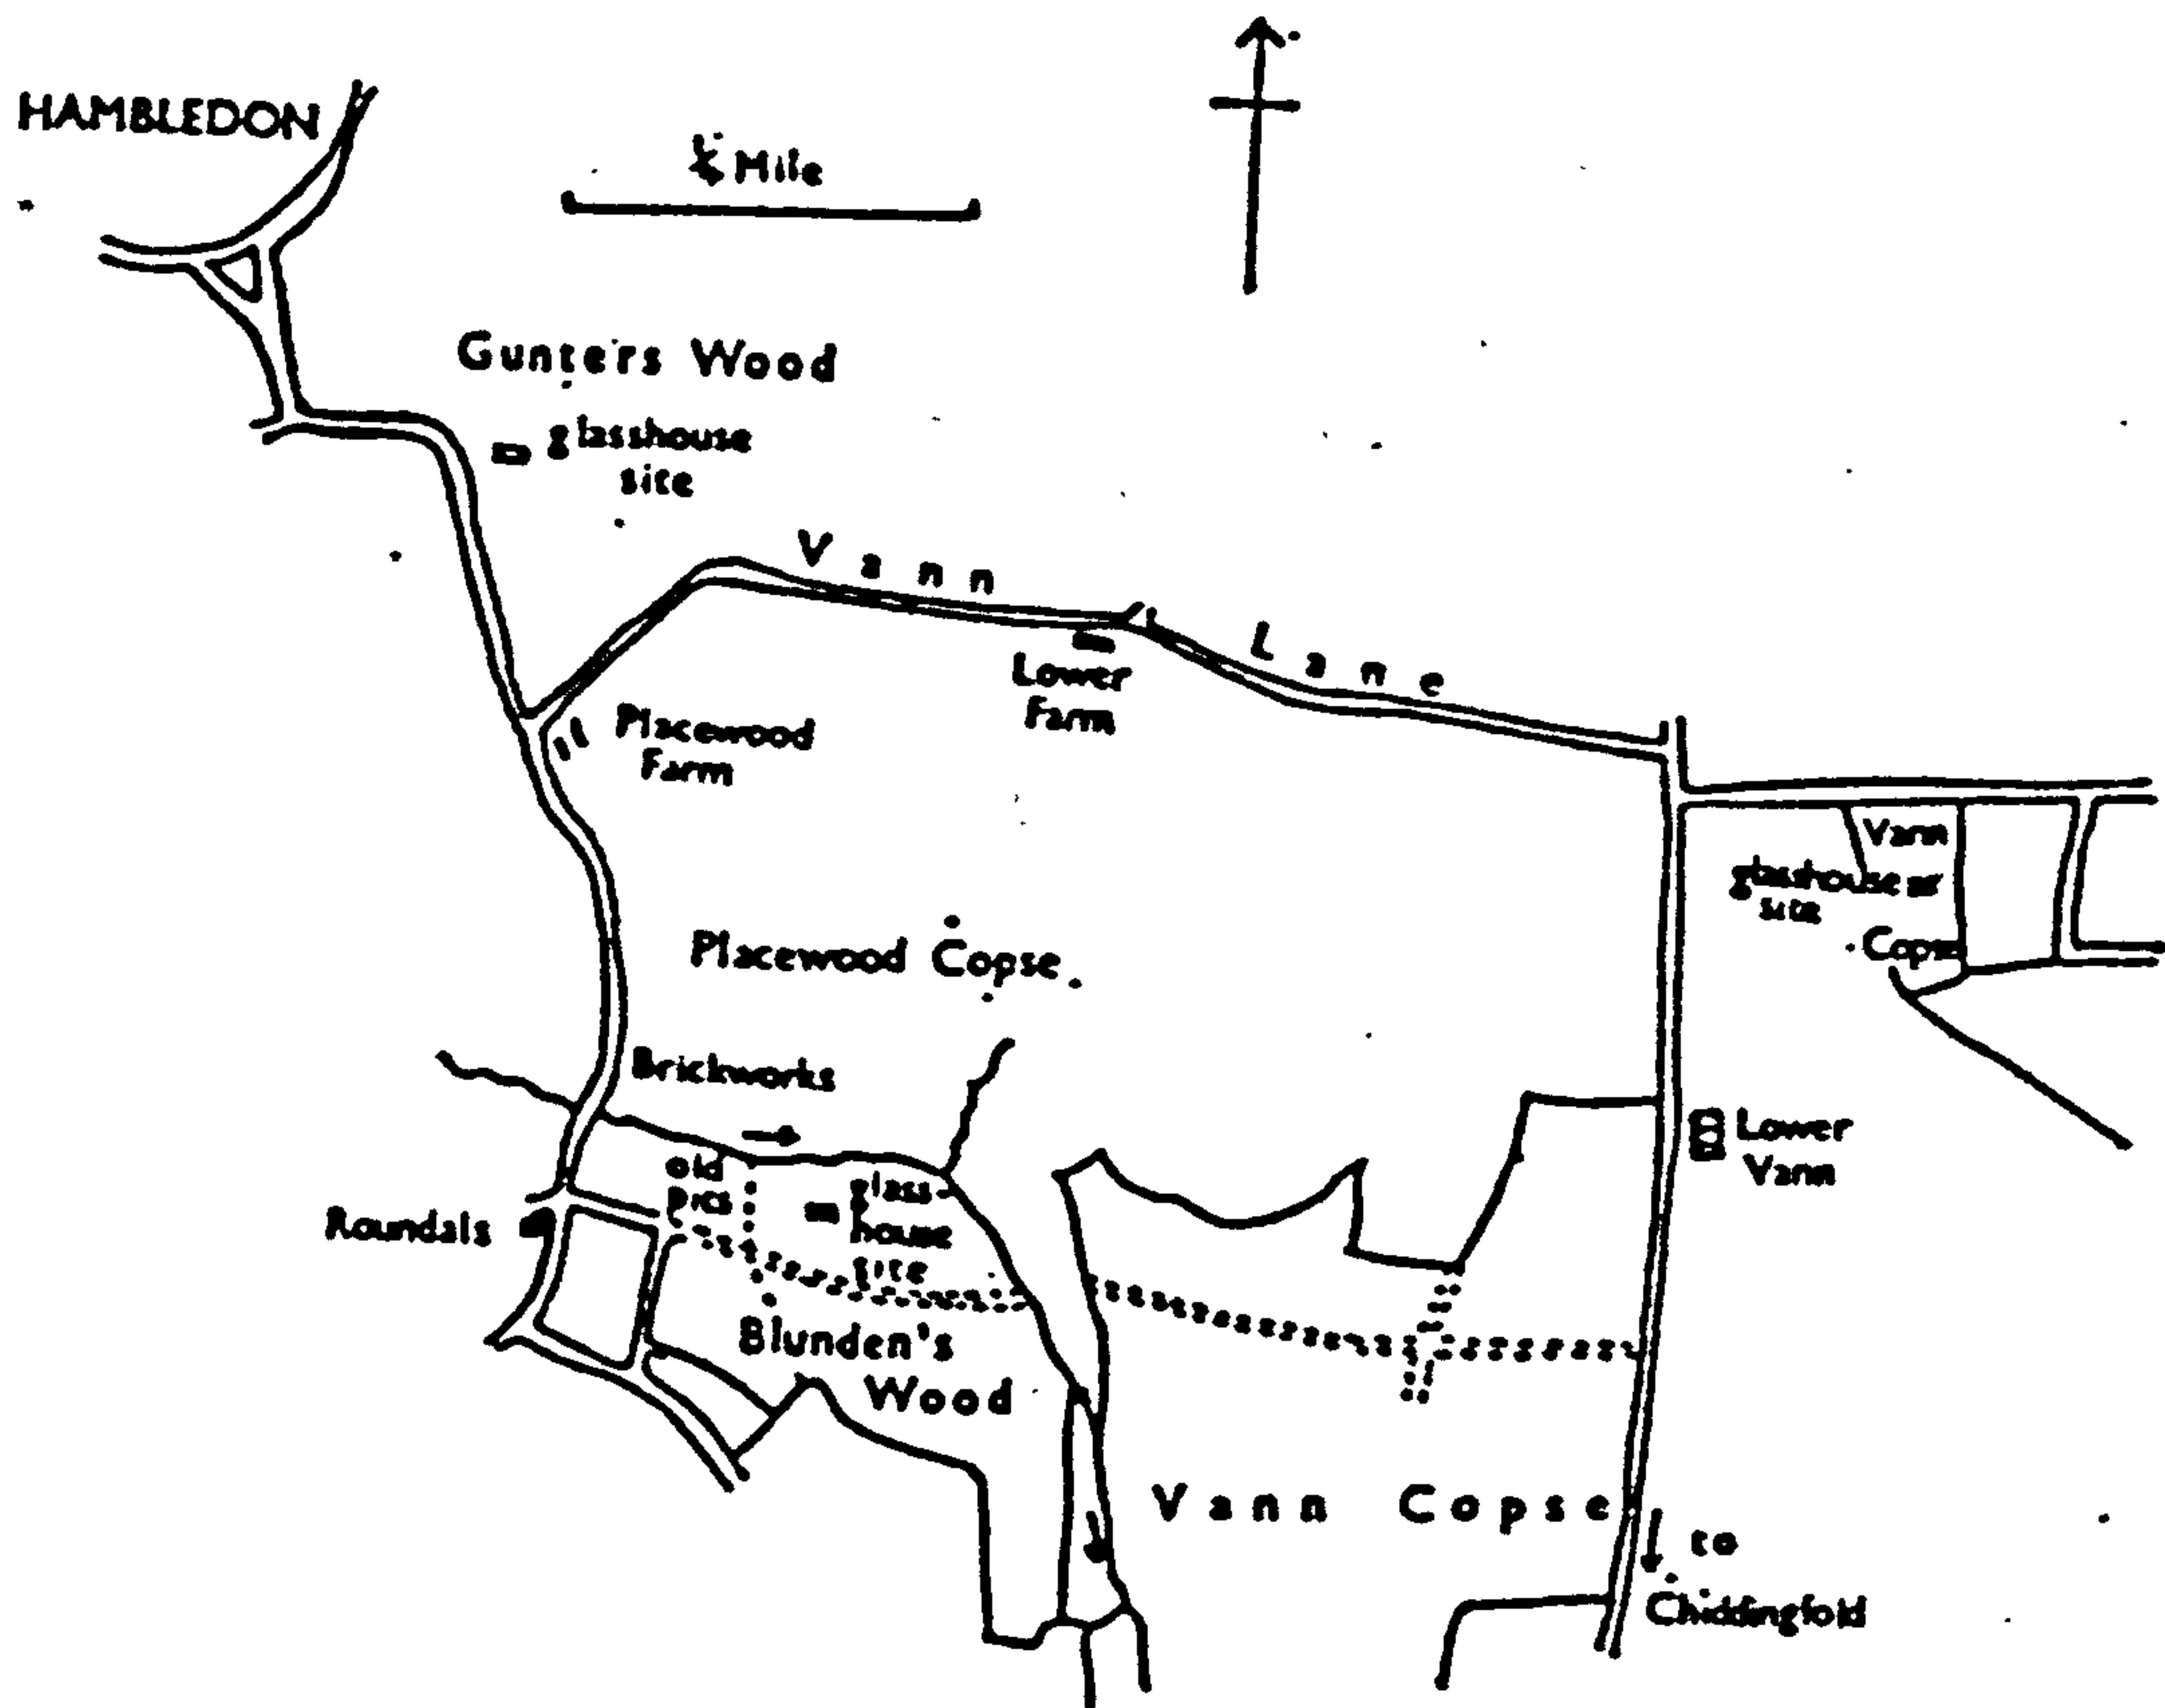 HAMBLEDON
¼ Mile
Gunters Wood
glasshouse
site
Vann Lane
Lower
Farm
Placewood
Farm
Vann
glasshouse
site
Copse
Placewood Copse
Brickworks
Lower
Vann
Old
Pits
glass
house
site
Roundals
Blunden's
Wood
Vann Copse
to
Chiddingfold